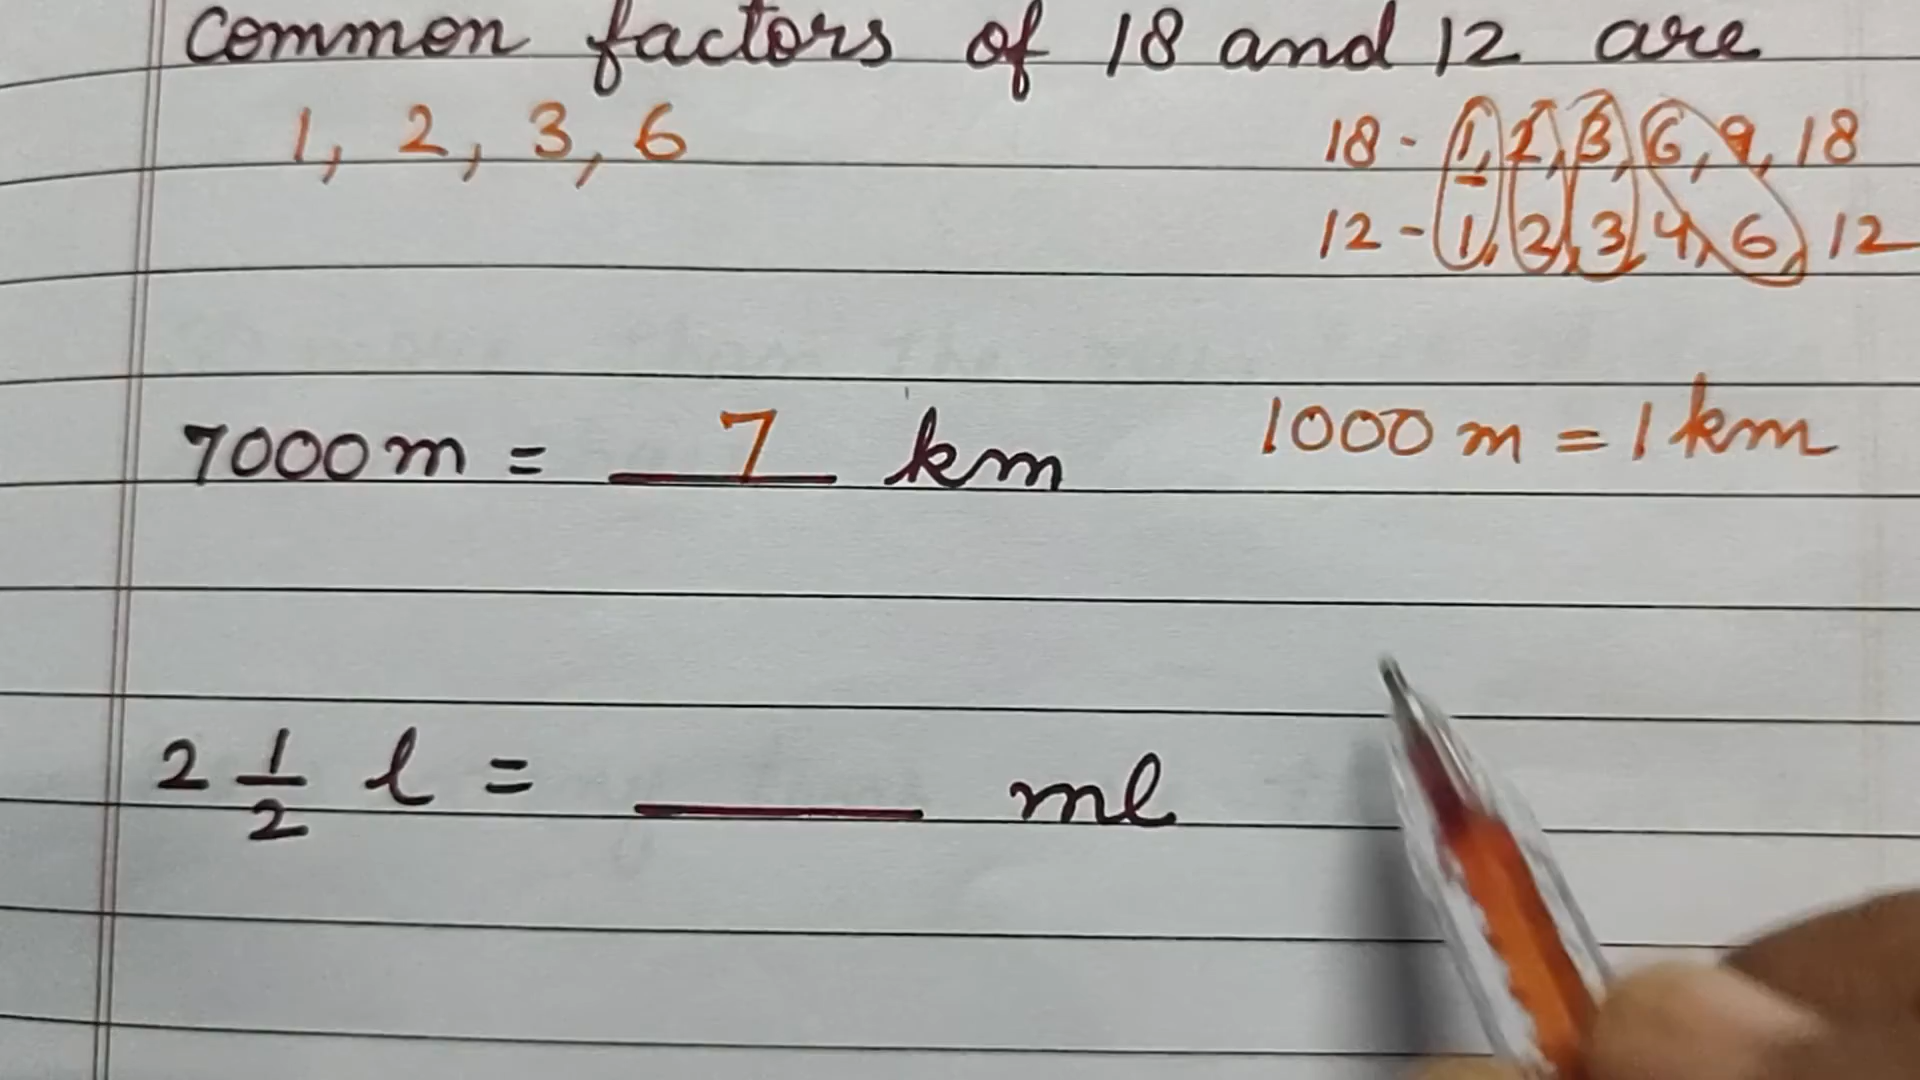 common factors of 18 and 12 are
1, 2, 3, 6
18 - 1, 2, 3, 6, 9, 18
12 - 1, 2, 3, 4, 6, 12
7000 m = 7 km
1000 m = 1 km
2 1/2 l = ____ ml